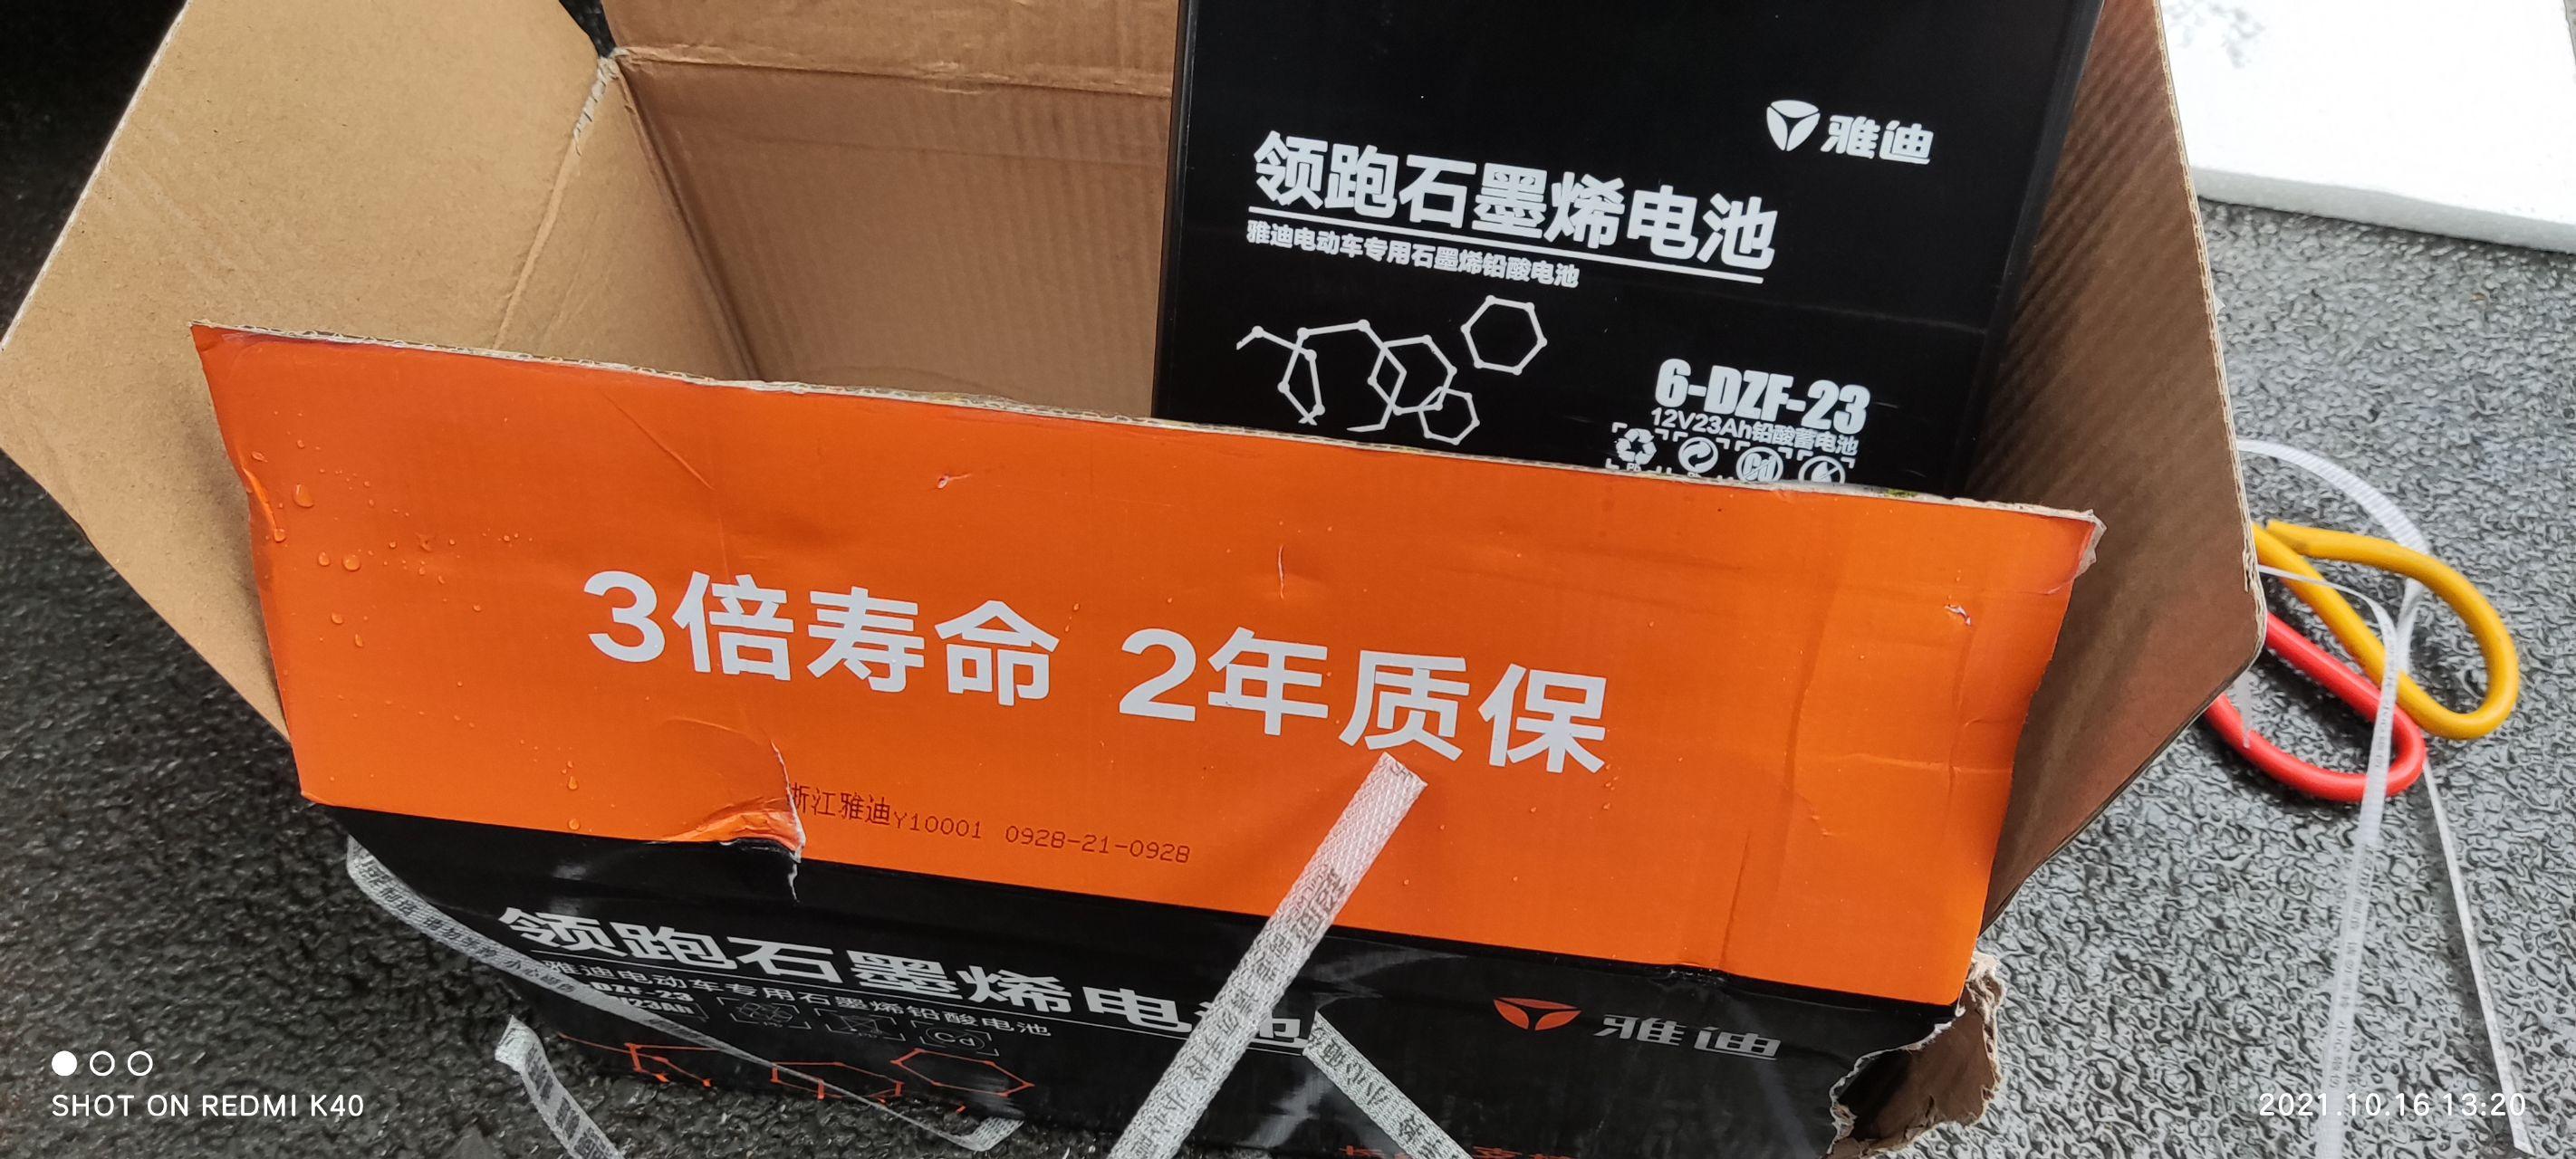 雅迪
领跑石墨烯电池
雅迪电动车专用石墨烯铅酸电池
6-DZF-23
12V23Ah铅酸蓄电池
Cd
3倍寿命 2年质保
浙江雅迪Y10001 0928-21-0928
领跑石墨烯电池
雅迪电动车专用石墨烯铅酸电池
-DZF-23
Cd
雅迪
SHOT ON REDMI K40
2021.10.16 13:20